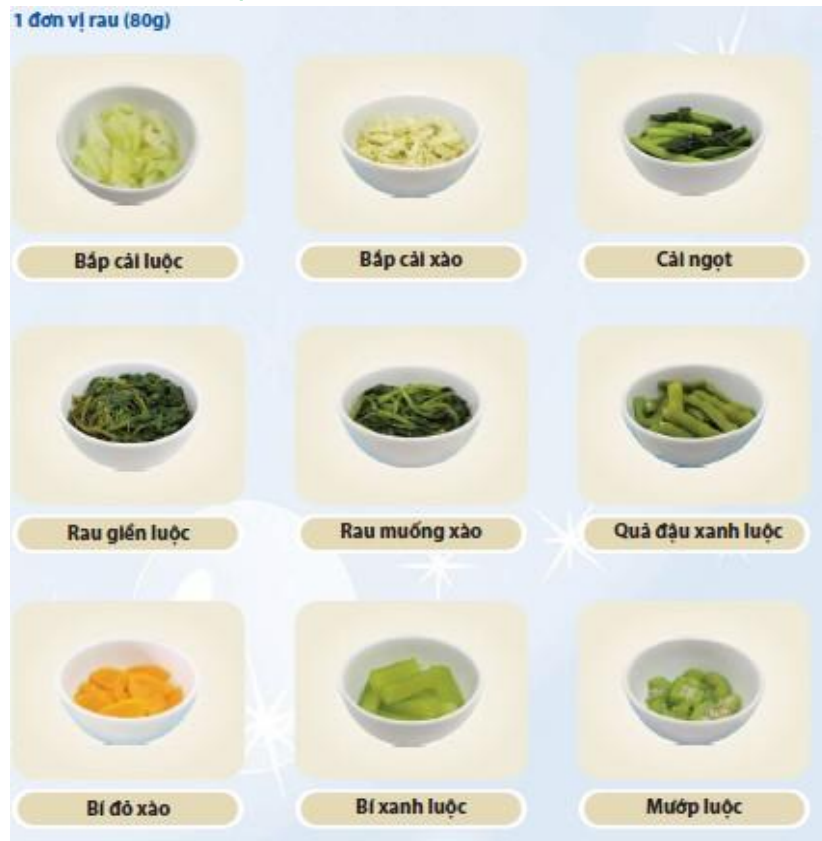 1 đơn vị rau (80g)
Bắp cải luộc
Bắp cải xào
Cải ngọt
Rau giền luộc
Rau muống xào
Quả đậu xanh luộc
Bí đỏ xào
Bí xanh luộc
Mướp luộc